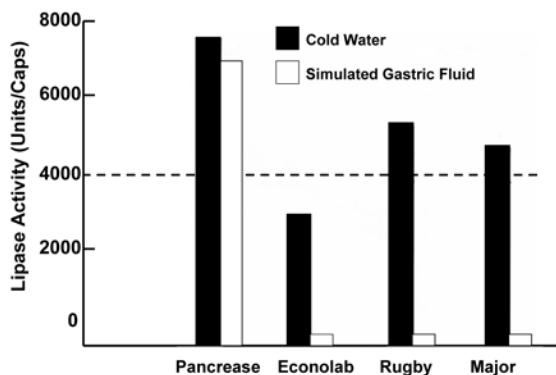 8000
6000
4000
2000
0
Lipase Activity (Units/Caps)
Cold Water
Simulated Gastric Fluid
Pancrease Econolab Rugby Major